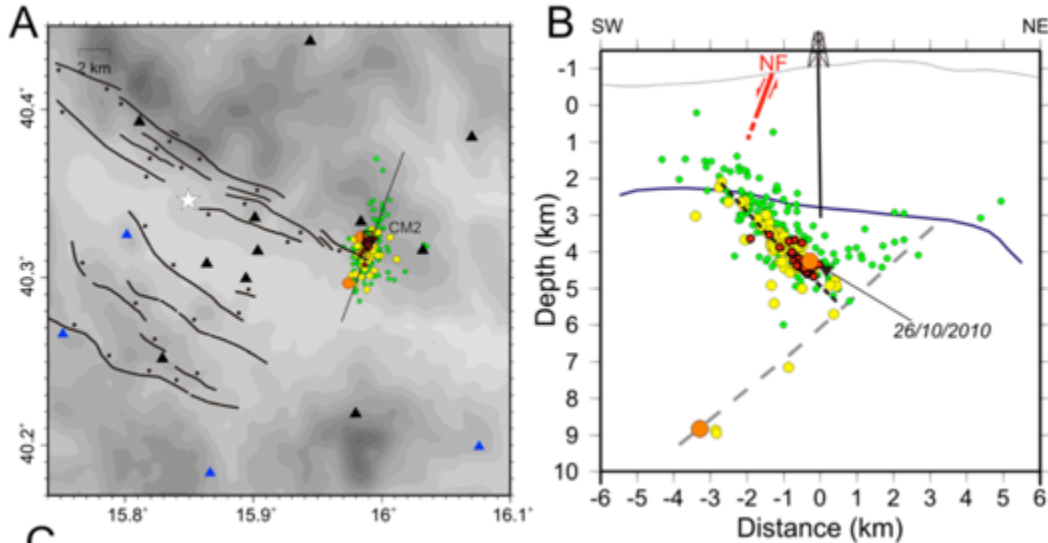 A
2 km
40.4
40.3
40.2
CM2
15.8
15.9
16
16.1
C
B
SW
NE
NF
-1
0
1
2
3
4
5
6
7
8
9
10
Depth (km)
26/10/2010
-6 -5 -4 -3 -2 -1 0 1 2 3 4 5 6
Distance (km)